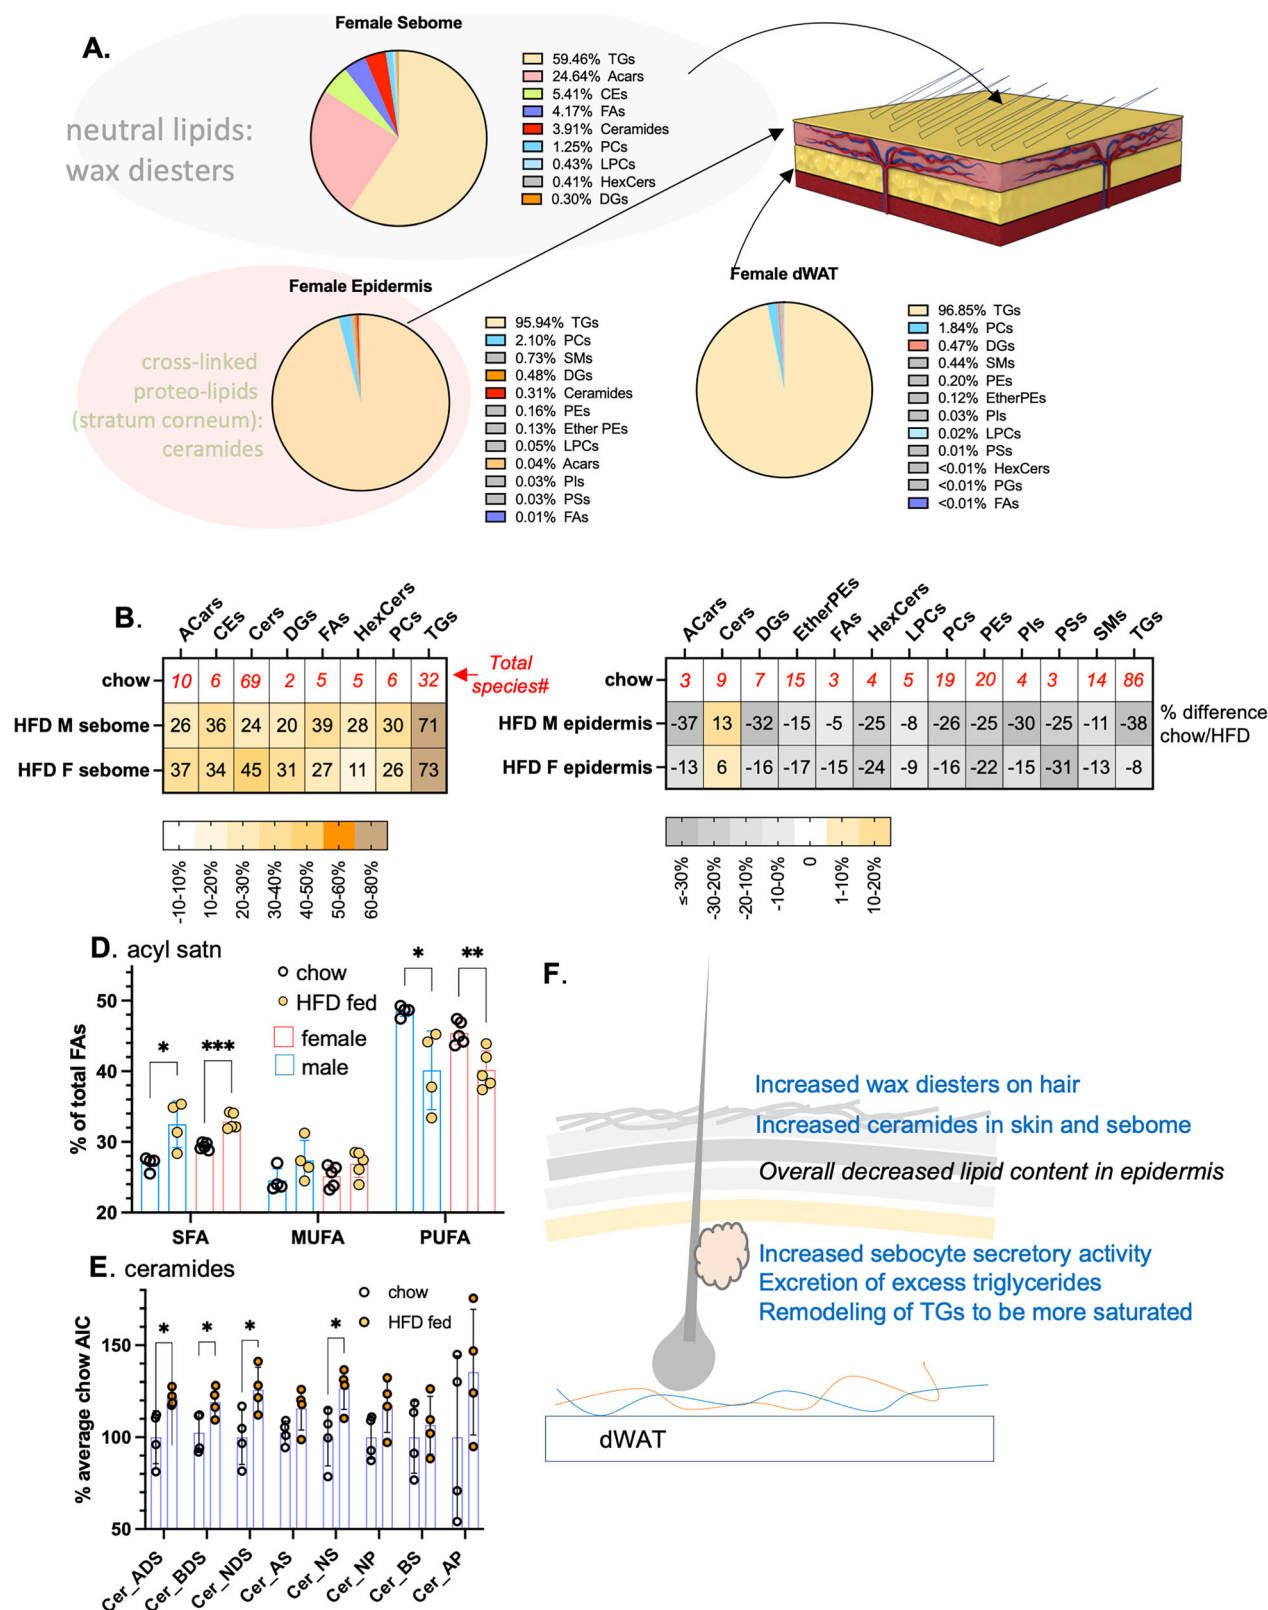 A.
Female Sebome
59.46% TGs
24.64% Acars
5.41% CEs
4.17% FAs
3.91% Ceramides
1.25% PCs
0.43% LPCs
0.41% HexCers
0.30% DGs
neutral lipids:
wax diesters
Female Epidermis
95.94% TGs
2.10% PCs
0.73% SMs
0.48% DGs
0.31% Ceramides
0.16% PEs
0.13% Ether PEs
0.05% LPCs
0.04% Acars
0.03% PIs
0.03% PSs
0.01% FAs
cross-linked
proteo-lipids
(stratum corneum):
ceramides
Female dWAT
96.85% TGs
1.84% PCs
0.47% DGs
0.44% SMs
0.20% PEs
0.12% EtherPEs
0.03% PIs
0.02% LPCs
0.01% PSs
<0.01% HexCers
<0.01% PGs
<0.01% FAs
B.
ACars CEs Cers DGs FAs HexCers PCs TGs
chow 10 6 69 2 5 5 6 32
Total
species#
HFD M sebome 26 36 24 20 39 28 30 71
HFD F sebome 37 34 45 31 27 11 26 73
-10-10% 10-20% 20-30% 30-40% 40-50% 50-60% 60-80%
ACars Cers DGs EtherPEs FAs HexCers LPCs PCs PEs PIs PSs SMs TGs
chow 3 9 7 15 3 4 5 19 20 4 3 14 86
HFD M epidermis -37 13 -32 -15 -5 -25 -8 -26 -25 -30 -25 -11 -38
HFD F epidermis -13 6 -16 -17 -15 -24 -9 -16 -22 -15 -31 -13 -8
% difference
chow/HFD
≤-30% -30-20% -20-10% -10-0% 0 1-10% 10-20%
D. acyl satn
% of total FAs
50
40
30
20
chow
HFD fed
female
male
* *** * **
SFA MUFA PUFA
E. ceramides
% average chow AIC
150
100
50
chow
HFD fed
* * * *
Cer_ADS Cer_BDS Cer_NDS Cer_AS Cer_NS Cer_NP Cer_BS Cer_AP
F.
Increased wax diesters on hair
Increased ceramides in skin and sebome
Overall decreased lipid content in epidermis
Increased sebocyte secretory activity
Excretion of excess triglycerides
Remodeling of TGs to be more saturated
dWAT